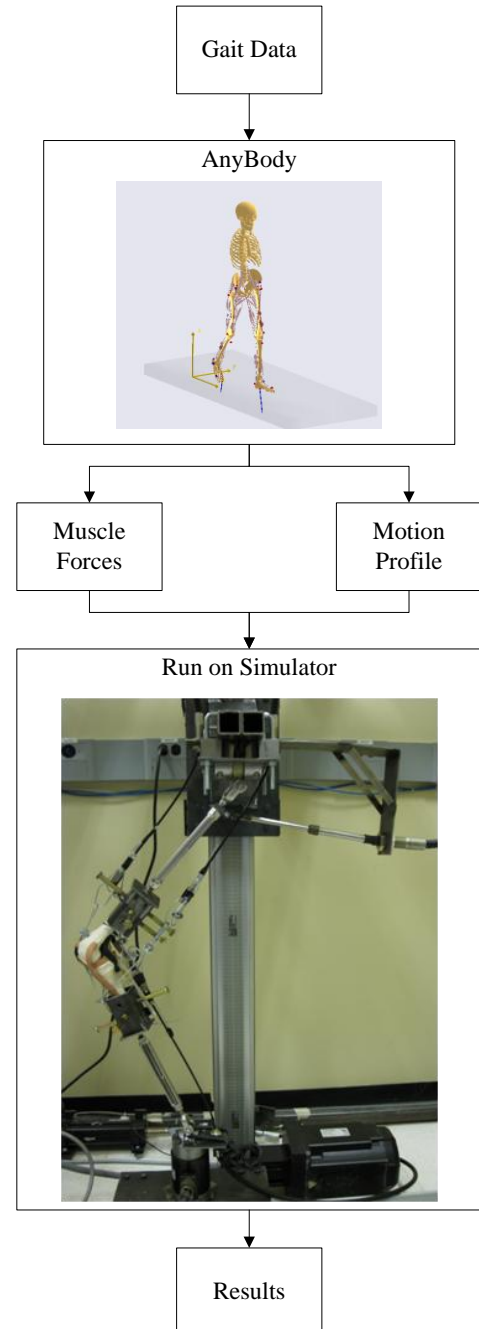 Gait Data
AnyBody
Muscle
Forces
Motion
Profile
Run on Simulator
Results